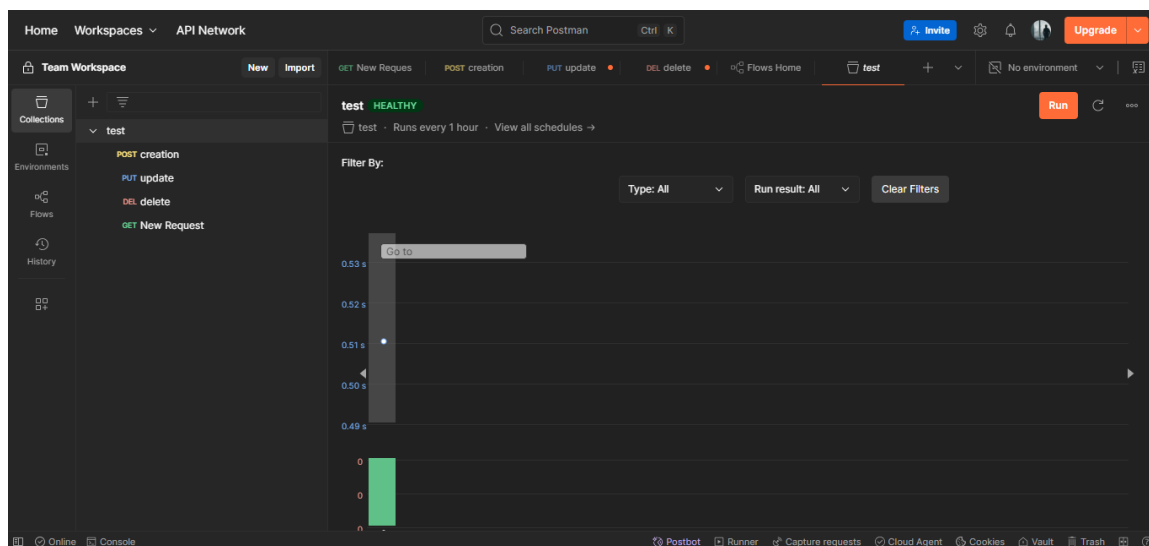 Home Workspaces API Network Search Postman Ctrl K Invite Upgrade
Team Workspace New Import GET New Reques POST creation PUT update DEL delete Flows Home test No environment
Collections
Environments
Flows
History
test
POST creation
PUT update
DEL delete
GET New Request
test HEALTHY
test · Runs every 1 hour · View all schedules →
Run
Filter By:
Type: All Run result: All Clear Filters
Go to
0.53 s
0.52 s
0.51 s
0.50 s
0.49 s
0
0
0
Online Console Postbot Runner Capture requests Cloud Agent Cookies Vault Trash